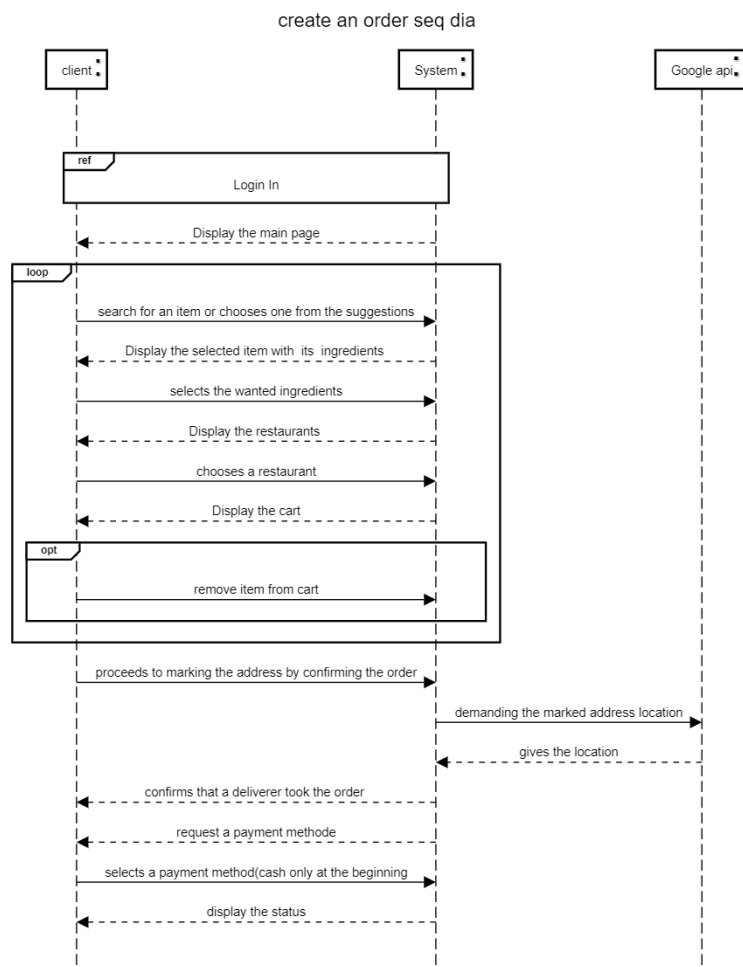 create an order seq dia
client :
System :
Google api :
ref
Login In
Display the main page
loop
search for an item or chooses one from the suggestions
Display the selected item with its ingredients
selects the wanted ingredients
Display the restaurants
chooses a restaurant
Display the cart
opt
remove item from cart
proceeds to marking the address by confirming the order
demanding the marked address location
gives the location
confirms that a deliverer took the order
request a payment methode
selects a payment method(cash only at the beginning
display the status